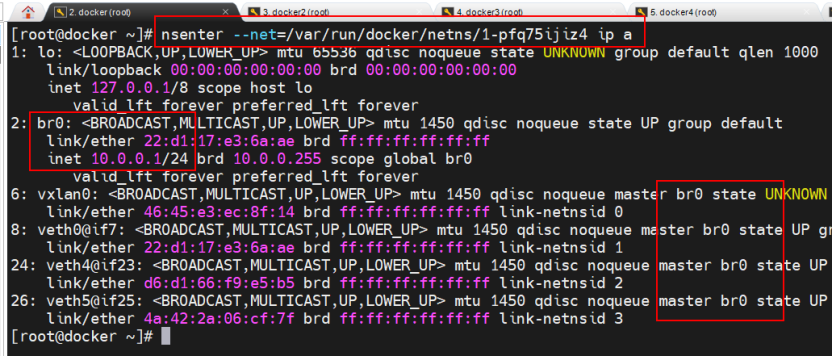 2. docker (root)
3. docker2 (root)
4. docker3 (root)
5. docker4 (root)
[root@docker ~]# nsenter --net=/var/run/docker/netns/1-pfq75ijiz4 ip a
1: lo: <LOOPBACK,UP,LOWER_UP> mtu 65536 qdisc noqueue state UNKNOWN group default qlen 1000
link/loopback 00:00:00:00:00:00 brd 00:00:00:00:00:00
inet 127.0.0.1/8 scope host lo
valid_lft forever preferred_lft forever
2: br0: <BROADCAST,MULTICAST,UP,LOWER_UP> mtu 1450 qdisc noqueue state UP group default
link/ether 22:d1:17:e3:6a:ae brd ff:ff:ff:ff:ff:ff
inet 10.0.0.1/24 brd 10.0.0.255 scope global br0
valid_lft forever preferred_lft forever
6: vxlan0: <BROADCAST,MULTICAST,UP,LOWER_UP> mtu 1450 qdisc noqueue master br0 state UNKNOWN
link/ether 46:45:e3:ec:8f:14 brd ff:ff:ff:ff:ff:ff link-netnsid 0
8: veth0@if7: <BROADCAST,MULTICAST,UP,LOWER_UP> mtu 1450 qdisc noqueue master br0 state UP gr
link/ether 22:d1:17:e3:6a:ae brd ff:ff:ff:ff:ff:ff link-netnsid 1
24: veth4@if23: <BROADCAST,MULTICAST,UP,LOWER_UP> mtu 1450 qdisc noqueue master br0 state UP
link/ether d6:d1:66:f9:e5:b5 brd ff:ff:ff:ff:ff:ff link-netnsid 2
26: veth5@if25: <BROADCAST,MULTICAST,UP,LOWER_UP> mtu 1450 qdisc noqueue master br0 state UP
link/ether 4a:42:2a:06:cf:7f brd ff:ff:ff:ff:ff:ff link-netnsid 3
[root@docker ~]#